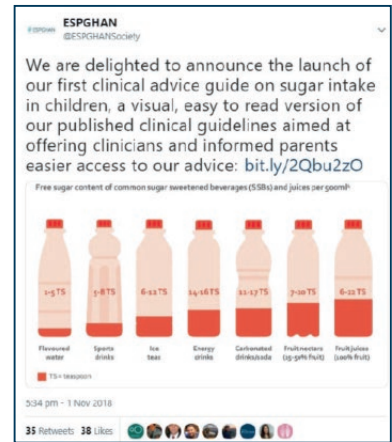 ESPGHAN
@ESPGHANSociety
We are delighted to announce the launch of
our first clinical advice guide on sugar intake
in children, a visual, easy to read version of
our published clinical guidelines aimed at
offering clinicians and informed parents
easier access to our advice: bit.ly/2Qbu2zO
Free sugar content of common sugar sweetened beverages (SSBs) and juices per 500ml
1-5 TS 5-8 TS 6-12 TS 14-16 TS 11-17 TS 7-20 TS 6-22 TS
Flavoured water
Sports drinks
Ice teas
Energy drinks
Carbonated drinks/soda
Fruit nectars (25-50% fruit)
Fruit juices (100% fruit)
TS = teaspoon
5:34 pm - 1 Nov 2018
35 Retweets 38 Likes